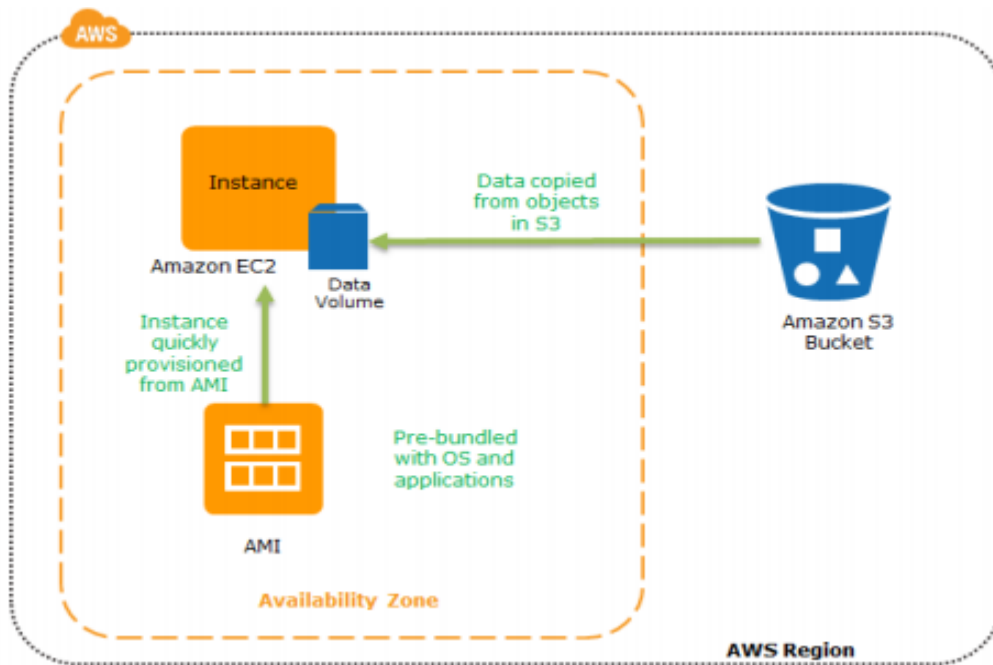 AWS
Instance
Amazon EC2
Data
Volume
Data copied
from objects
in S3
Amazon S3
Bucket
Instance
quickly
provisioned
from AMI
Pre-bundled
with OS and
applications
AMI
Availability Zone
AWS Region